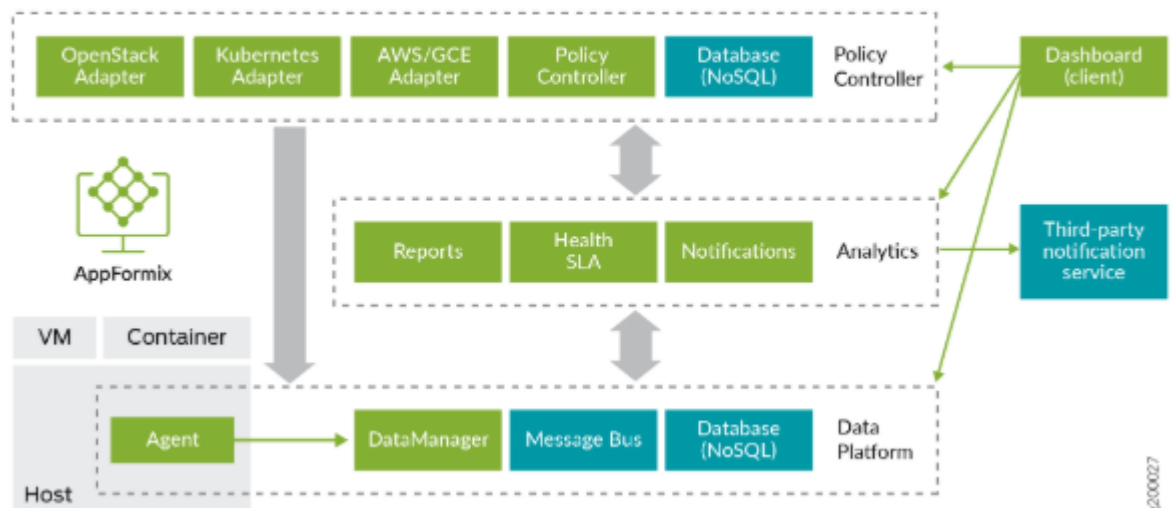 OpenStack
Adapter
Kubernetes
Adapter
AWS/GCE
Adapter
Policy
Controller
Database
(NoSQL)
Policy
Controller
Dashboard
(client)
AppFormix
Reports
Health
SLA
Notifications
Analytics
Third-party
notification
service
VM
Container
Agent
DataManager
Message Bus
Database
(NoSQL)
Data
Platform
Host
g200027